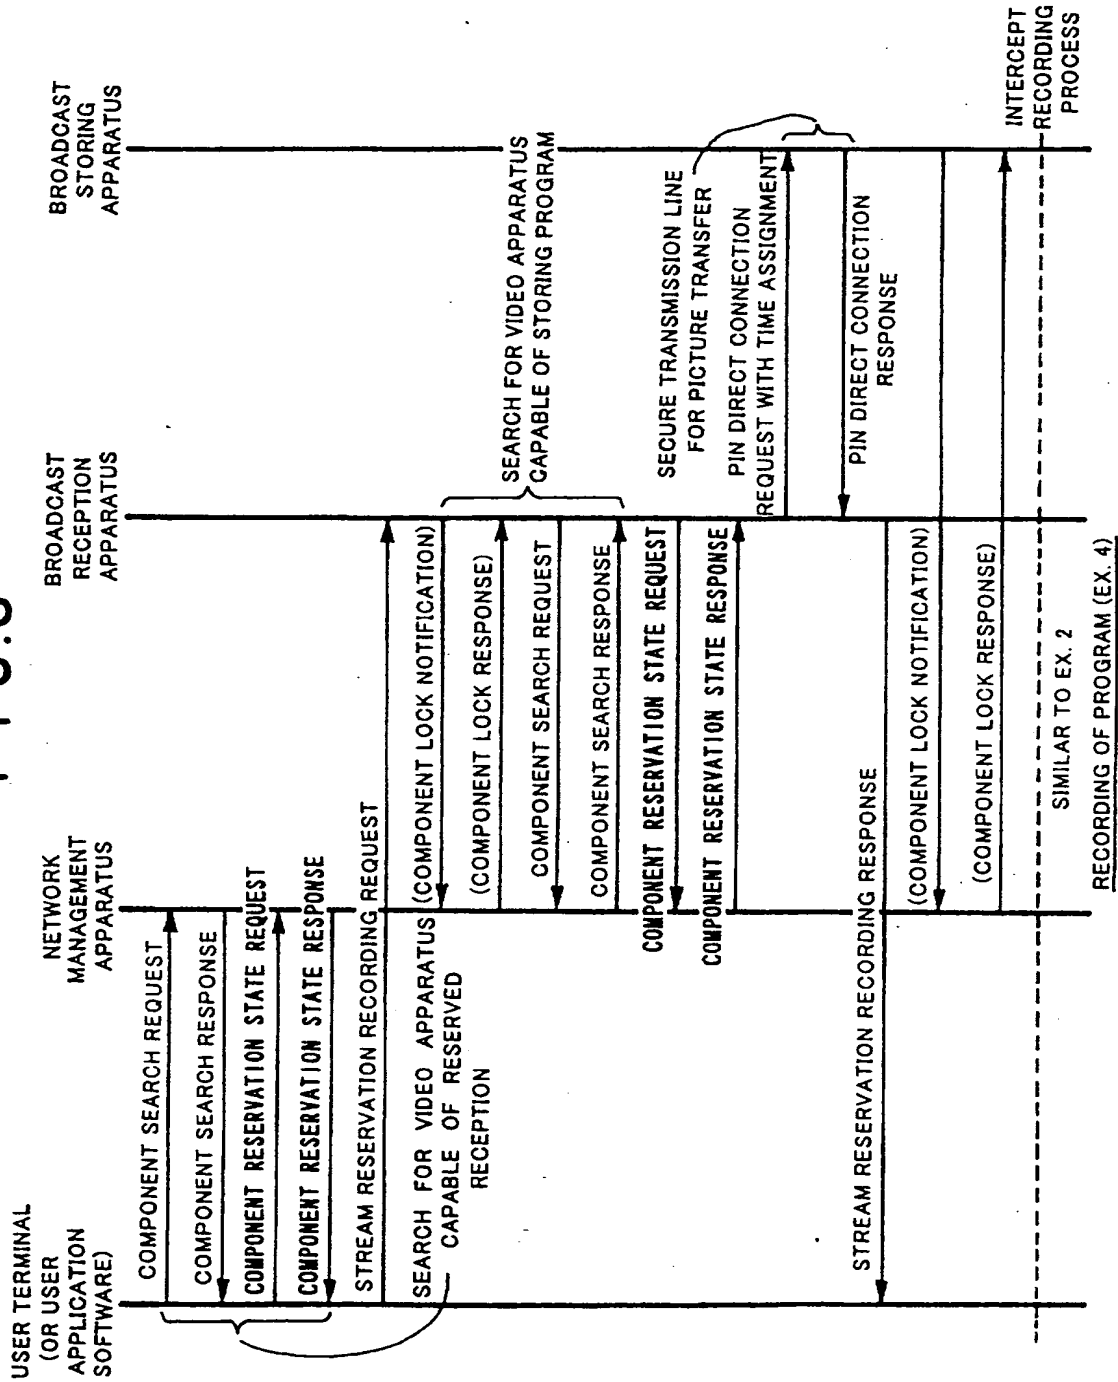 USER TERMINAL
(OR USER
APPLICATION
SOFTWARE)
NETWORK
MANAGEMENT
APPARATUS
BROADCAST
RECEPTION
APPARATUS
BROADCAST
STORING
APPARATUS
COMPONENT SEARCH REQUEST
COMPONENT SEARCH RESPONSE
COMPONENT RESERVATION STATE REQUEST
COMPONENT RESERVATION STATE RESPONSE
STREAM RESERVATION RECORDING REQUEST
SEARCH FOR VIDEO APPARATUS
CAPABLE OF RESERVED
RECEPTION
(COMPONENT LOCK NOTIFICATION)
(COMPONENT LOCK RESPONSE)
COMPONENT SEARCH REQUEST
COMPONENT SEARCH RESPONSE
SEARCH FOR VIDEO APPARATUS
CAPABLE OF STORING PROGRAM
COMPONENT RESERVATION STATE REQUEST
COMPONENT RESERVATION STATE RESPONSE
SECURE TRANSMISSION LINE
FOR PICTURE TRANSFER
PIN DIRECT CONNECTION
REQUEST WITH TIME ASSIGNMENT
PIN DIRECT CONNECTION
RESPONSE
STREAM RESERVATION RECORDING RESPONSE
(COMPONENT LOCK NOTIFICATION)
(COMPONENT LOCK RESPONSE)
INTERCEPT
RECORDING
PROCESS
SIMILAR TO EX. 2
RECORDING OF PROGRAM (EX. 4)